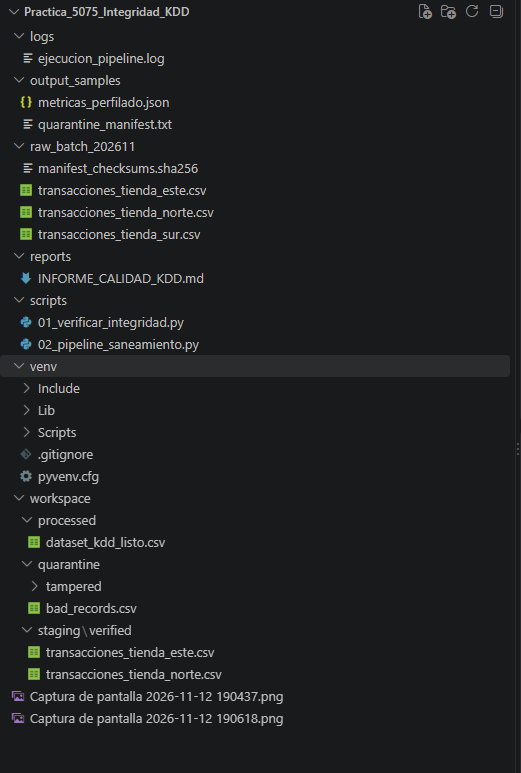 Practica_5075_Integridad_KDD
logs
ejecucion_pipeline.log
output_samples
metricas_perfilado.json
quarantine_manifest.txt
raw_batch_202611
manifest_checksums.sha256
transacciones_tienda_este.csv
transacciones_tienda_norte.csv
transacciones_tienda_sur.csv
reports
INFORME_CALIDAD_KDD.md
scripts
01_verificar_integridad.py
02_pipeline_saneamiento.py
venv
Include
Lib
Scripts
.gitignore
pyvenv.cfg
workspace
processed
dataset_kdd_listo.csv
quarantine
tampered
bad_records.csv
staging\verified
transacciones_tienda_este.csv
transacciones_tienda_norte.csv
Captura de pantalla 2026-11-12 190437.png
Captura de pantalla 2026-11-12 190618.png